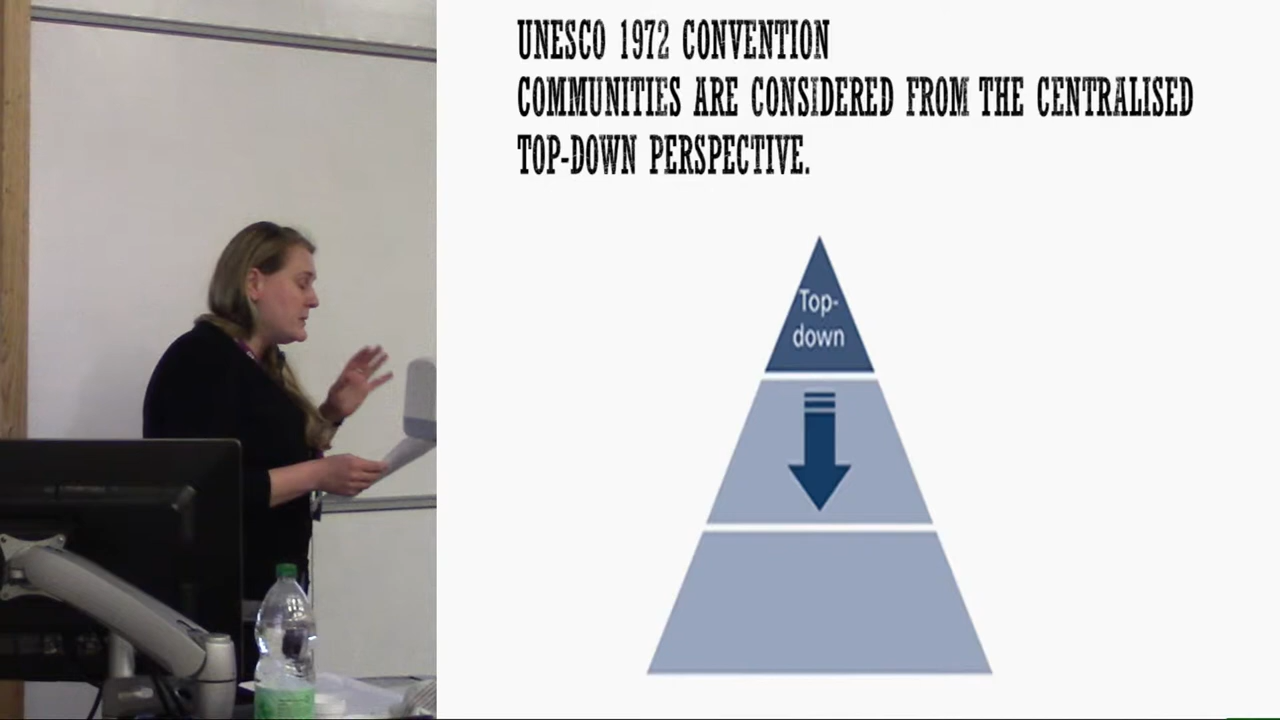 UNESCO 1972 CONVENTION
COMMUNITIES ARE CONSIDERED FROM THE CENTRALISED
TOP-DOWN PERSPECTIVE.
Top-
down